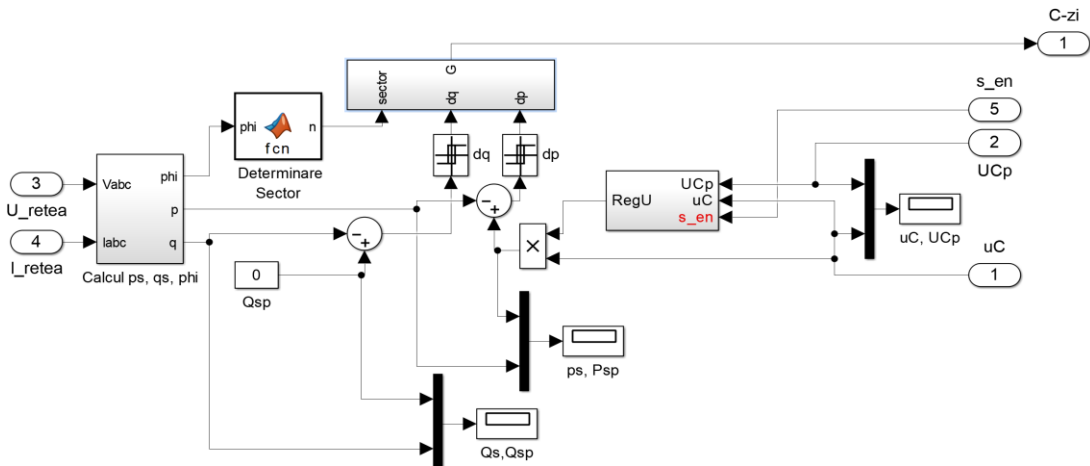 C-zi
1
G
sector
dq
dp
s_en
5
2
UCp
phi
fcn
n
Determinare
Sector
dq
dp
3
U_retea
4
I_retea
Vabc
Iabc
phi
p
q
Calcul ps, qs, phi
RegU
UCp
uC
s_en
uC, UCp
uC
1
−
+
−
+
×
0
Qsp
ps, Psp
Qs,Qsp